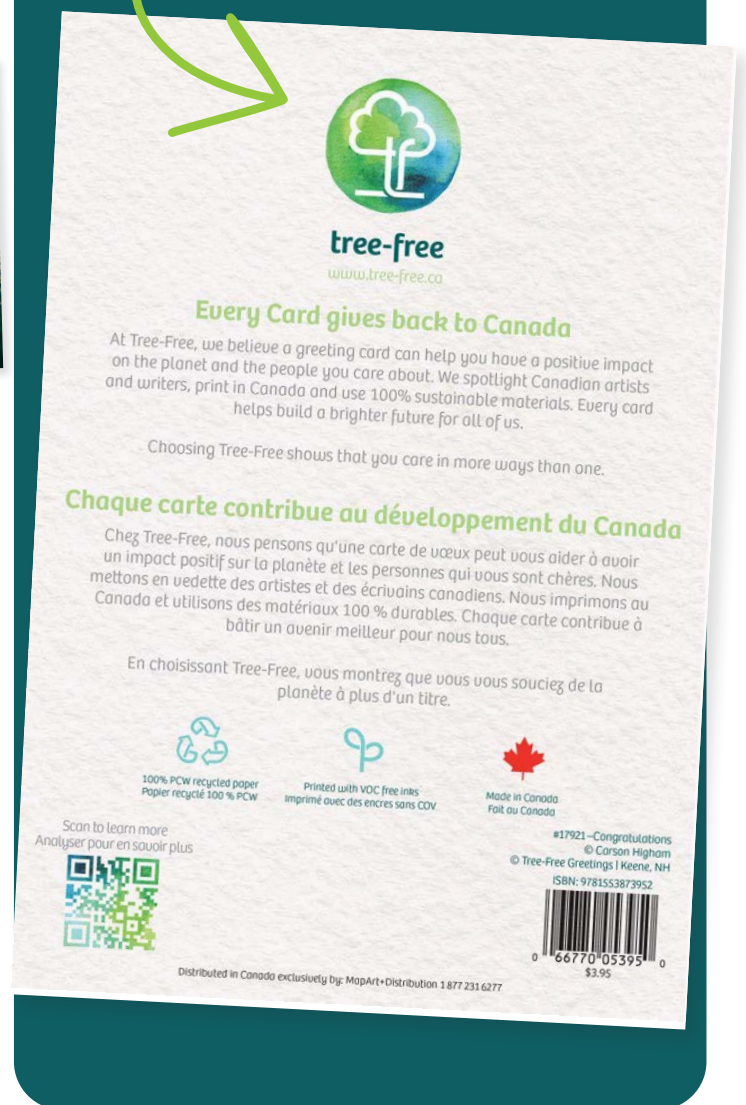 tf
tree-free
www.tree-free.ca
Every Card gives back to Canada
At Tree-Free, we believe a greeting card can help you have a positive impact
on the planet and the people you care about. We spotlight Canadian artists
and writers, print in Canada and use 100% sustainable materials. Every card
helps build a brighter future for all of us.
Choosing Tree-Free shows that you care in more ways than one.
Chaque carte contribue au développement du Canada
Chez Tree-Free, nous pensons qu'une carte de vœux peut vous aider à avoir
un impact positif sur la planète et les personnes qui vous sont chères. Nous
mettons en vedette des artistes et des écrivains canadiens. Nous imprimons au
Canada et utilisons des matériaux 100 % durables. Chaque carte contribue à
bâtir un avenir meilleur pour nous tous.
En choisissant Tree-Free, vous montrez que vous vous souciez de la
planète à plus d'un titre.
100% PCW recycled paper
Papier recyclé 100 % PCW
Printed with VOC free inks
Imprimé avec des encres sans COV
Made in Canada
Fait au Canada
Scan to learn more
Analyser pour en savoir plus
#17921–Congratulations
© Carson Higham
© Tree-Free Greetings | Keene, NH
ISBN: 9781553873952
0 66770 05395 0
$3.95
Distributed in Canada exclusively by: MapArt+Distribution 1 877 231 6277